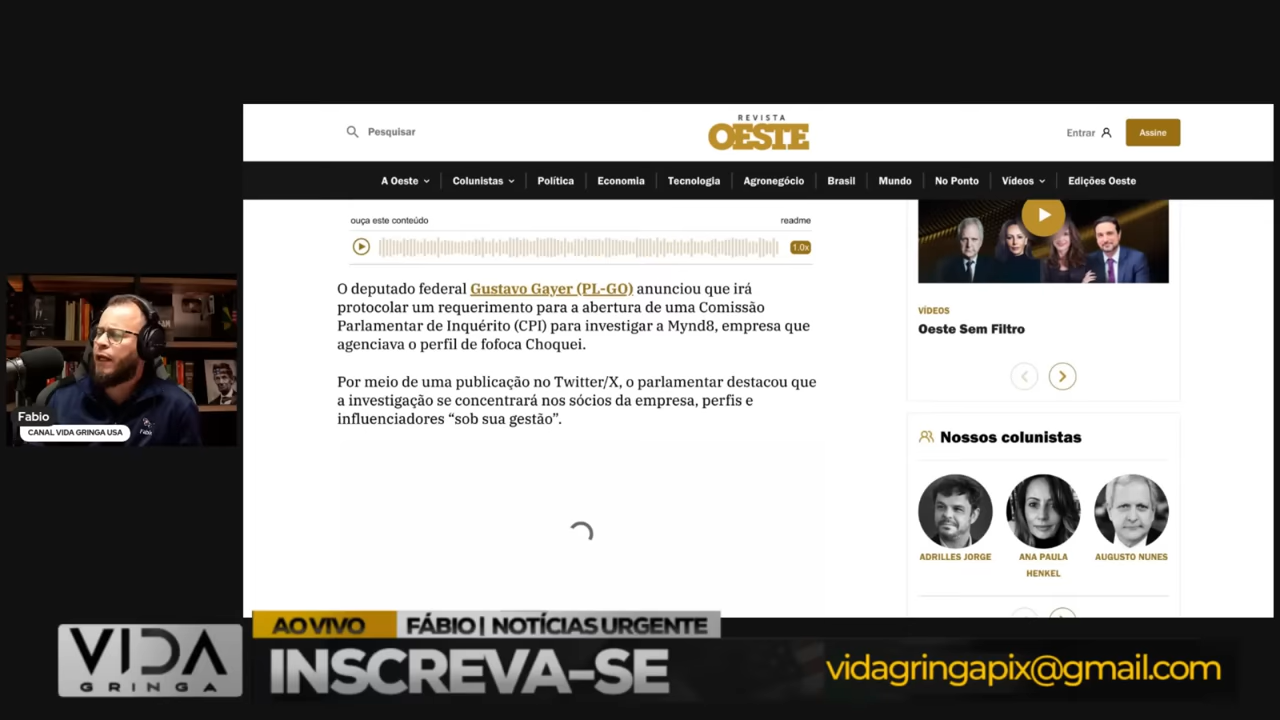 Pesquisar
REVISTA
OESTE
Entrar
Assine
A Oeste
Colunistas
Política
Economia
Tecnologia
Agronegócio
Brasil
Mundo
No Ponto
Vídeos
Edições Oeste
ouça este conteúdo
readme
1.0x
O deputado federal Gustavo Gayer (PL-GO) anunciou que irá
protocolar um requerimento para a abertura de uma Comissão
Parlamentar de Inquérito (CPI) para investigar a Mynd8, empresa que
agenciava o perfil de fofoca Choquei.
Por meio de uma publicação no Twitter/X, o parlamentar destacou que
a investigação se concentrará nos sócios da empresa, perfis e
influenciadores “sob sua gestão”.
VÍDEOS
Oeste Sem Filtro
Nossos colunistas
ADRILLES JORGE
ANA PAULA
HENKEL
AUGUSTO NUNES
Fabio
CANAL VIDA GRINGA USA
AO VIVO
FÁBIO | NOTÍCIAS URGENTE
VIDA
GRINGA
INSCREVA-SE
vidagringapix@gmail.com